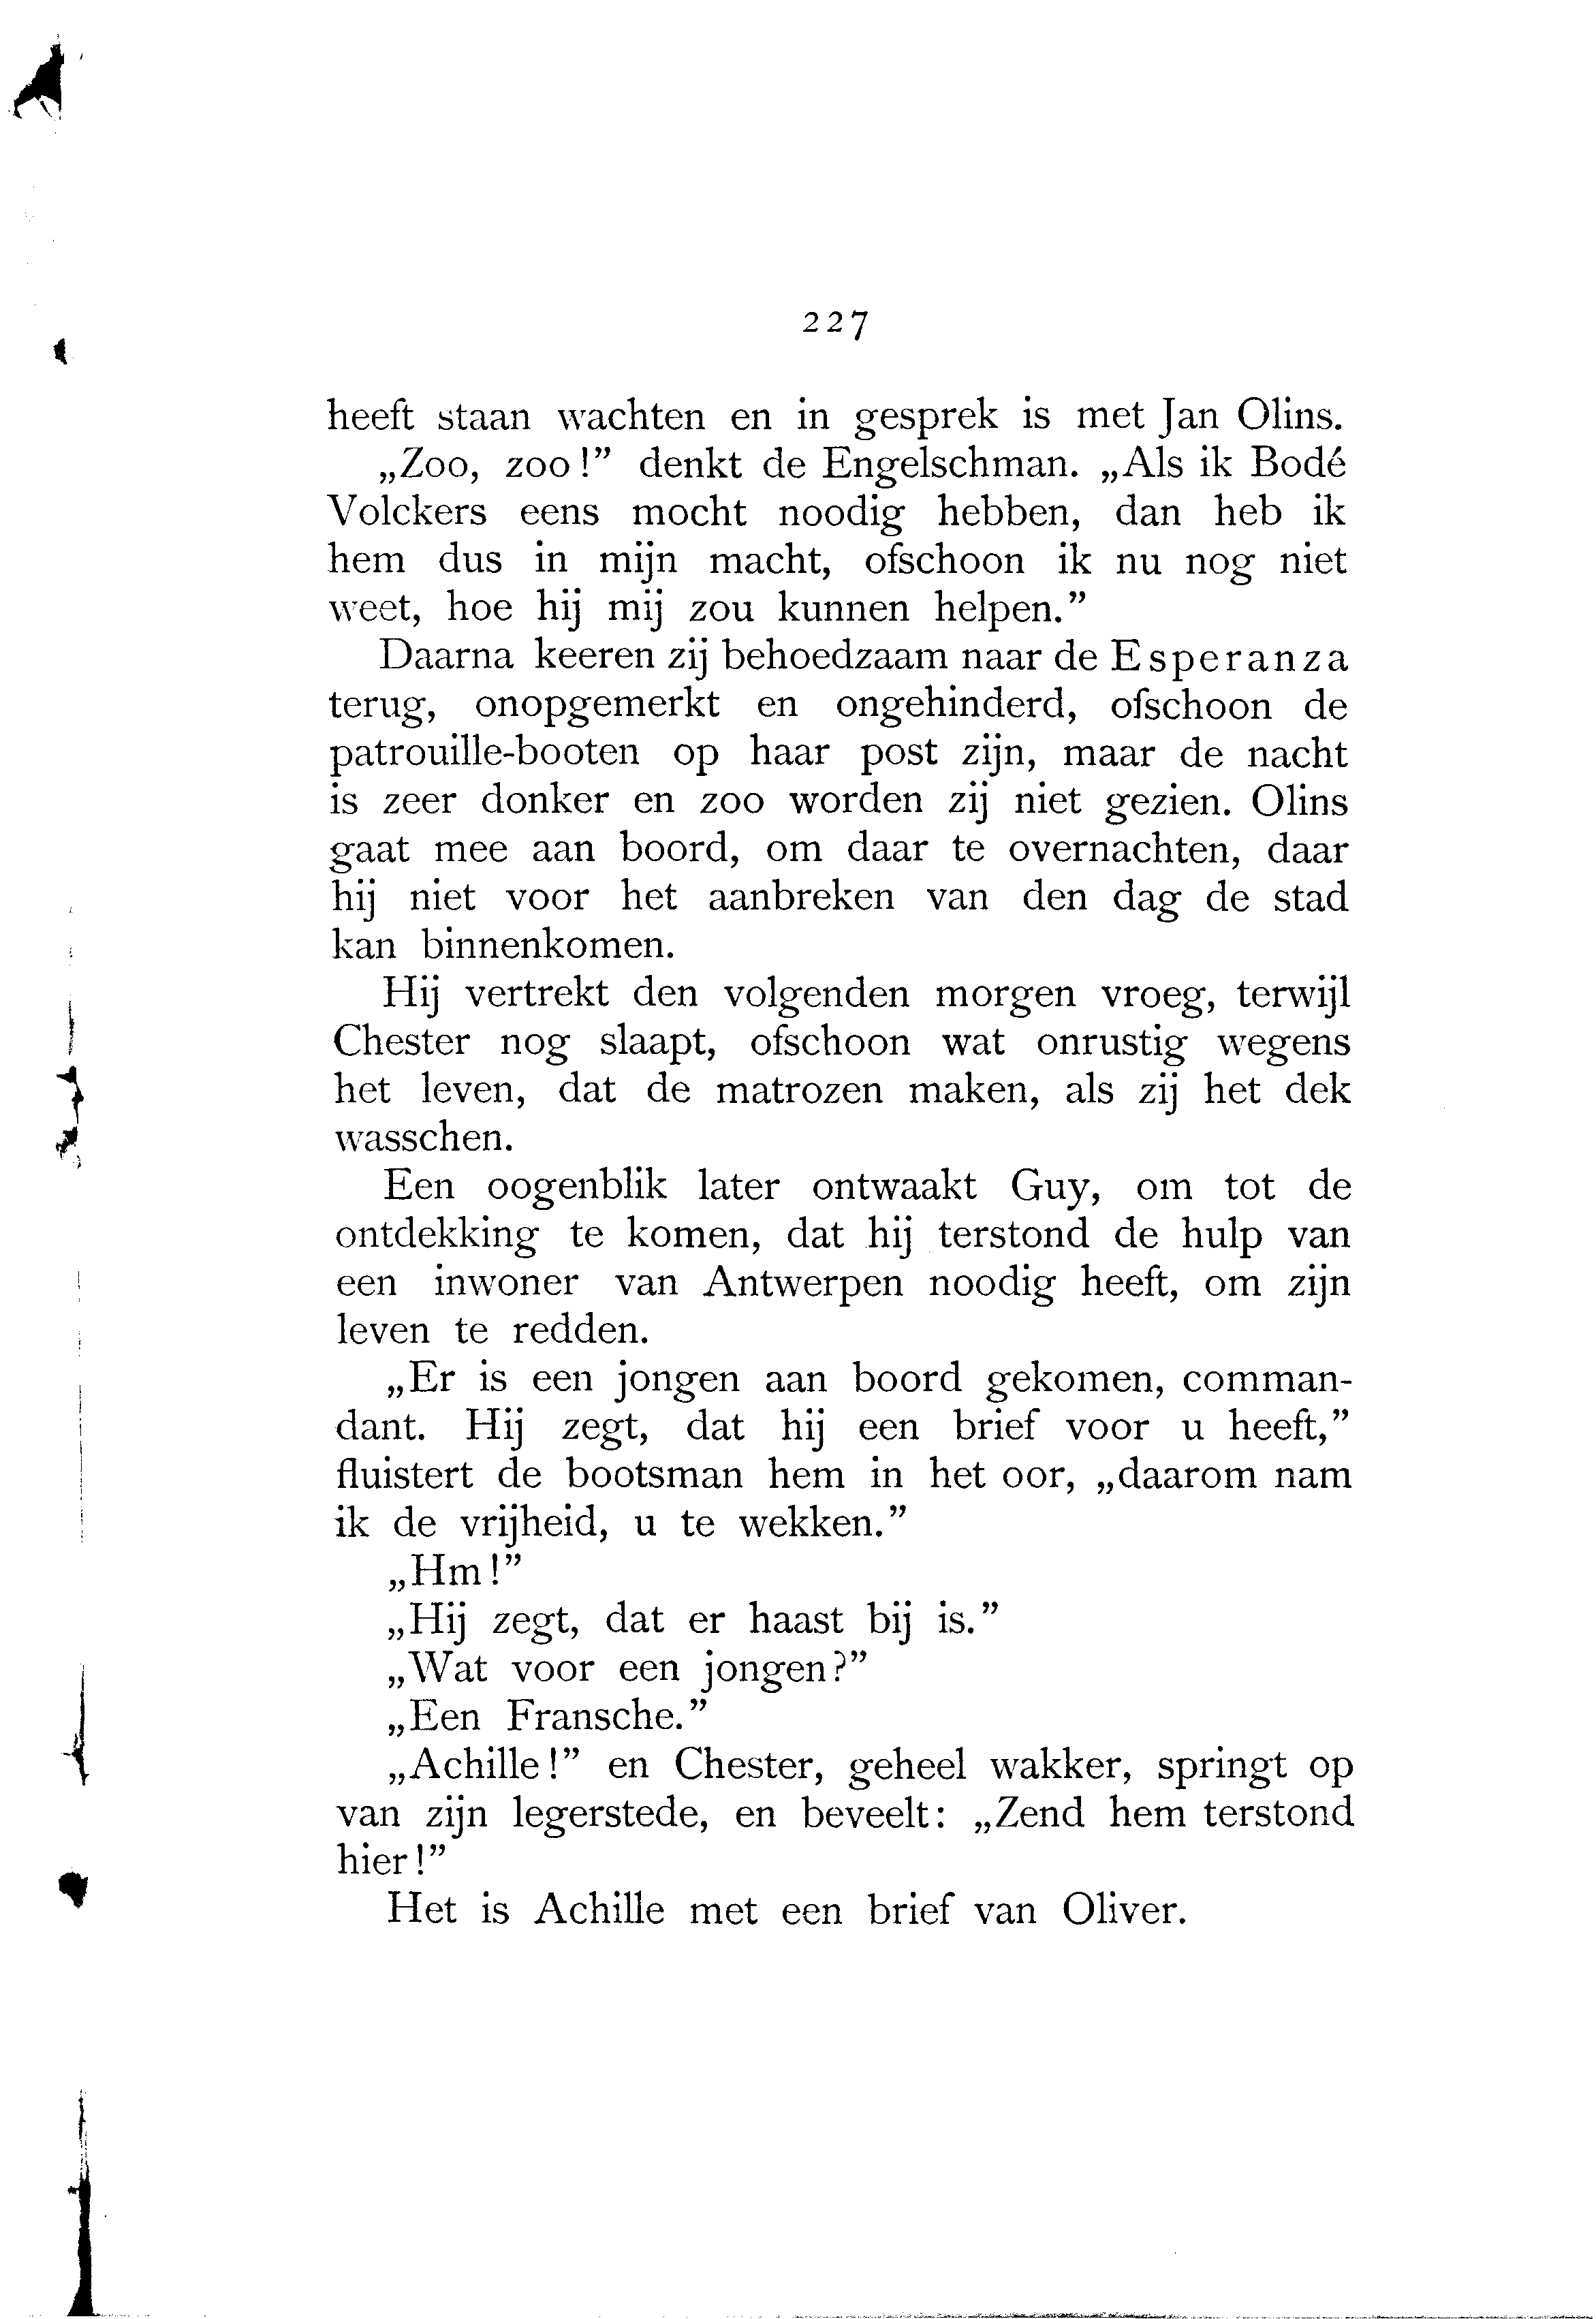 227
heeft staan wachten en in gesprek is met Jan Olins.
„Zoo, zoo!” denkt de Engelschman. „Als ik Bodé
Volckers eens mocht noodig hebben, dan heb ik
hem dus in mijn macht, ofschoon ik nu nog niet
weet, hoe hij mij zou kunnen helpen.”
Daarna keeren zij behoedzaam naar de Esperanza
terug, onopgemerkt en ongehinderd, ofschoon de
patrouille-booten op haar post zijn, maar de nacht
is zeer donker en zoo worden zij niet gezien. Olins
gaat mee aan boord, om daar te overnachten, daar
hij niet voor het aanbreken van den dag de stad
kan binnenkomen.
Hij vertrekt den volgenden morgen vroeg, terwijl
Chester nog slaapt, ofschoon wat onrustig wegens
het leven, dat de matrozen maken, als zij het dek
wasschen.
Een oogenblik later ontwaakt Guy, om tot de
ontdekking te komen, dat hij terstond de hulp van
een inwoner van Antwerpen noodig heeft, om zijn
leven te redden.
„Er is een jongen aan boord gekomen, comman-
dant. Hij zegt, dat hij een brief voor u heeft,”
fluistert de bootsman hem in het oor, „daarom nam
ik de vrijheid, u te wekken.”
„Hm!”
„Hij zegt, dat er haast bij is.”
„Wat voor een jongen?”
„Een Fransche.”
„Achille!” en Chester, geheel wakker, springt op
van zijn legerstede, en beveelt: „Zend hem terstond
hier!”
Het is Achille met een brief van Oliver.